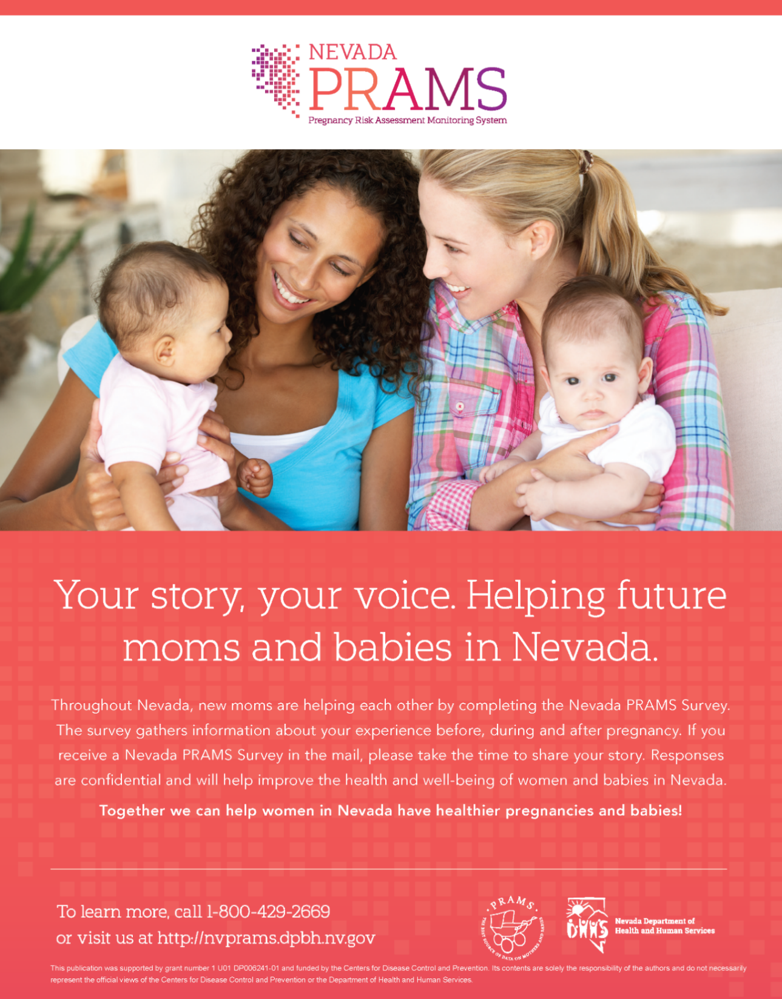 NEVADA
PRAMS
Pregnancy Risk Assessment Monitoring System
Your story, your voice. Helping future
moms and babies in Nevada.
Throughout Nevada, new moms are helping each other by completing the Nevada PRAMS Survey.
The survey gathers information about your experience before, during and after pregnancy. If you
receive a Nevada PRAMS Survey in the mail, please take the time to share your story. Responses
are confidential and will help improve the health and well-being of women and babies in Nevada.
Together we can help women in Nevada have healthier pregnancies and babies!
To learn more, call 1-800-429-2669
or visit us at http://nvprams.dpbh.nv.gov
• PRAMS •
THE BEST SOURCE OF DATA ON MOTHERS AND BABIES
DHHS
Nevada Department of
Health and Human Services
This publication was supported by grant number 1 U01 DP006241-01 and funded by the Centers for Disease Control and Prevention. Its contents are solely the responsibility of the authors and do not necessarily
represent the official views of the Centers for Disease Control and Prevention or the Department of Health and Human Services.